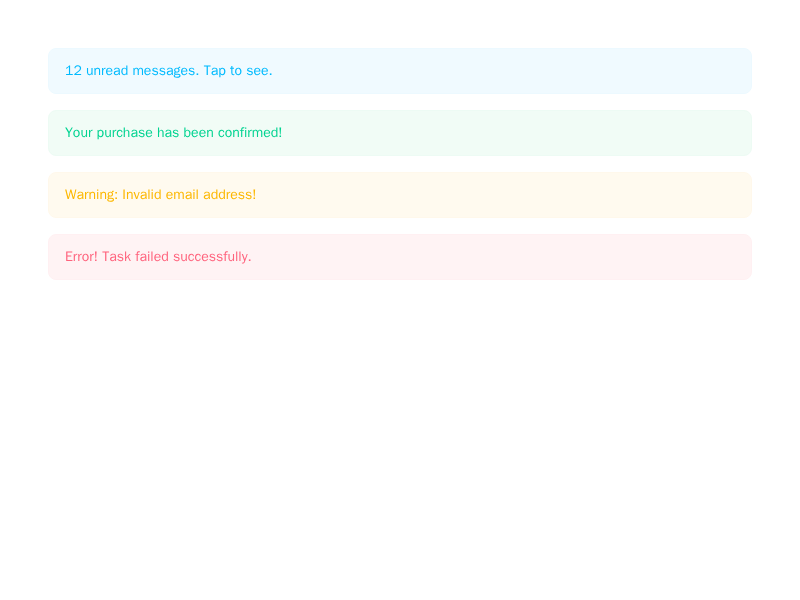 12 unread messages. Tap to see.
Your purchase has been confirmed!
Warning: Invalid email address!
Error! Task failed successfully.